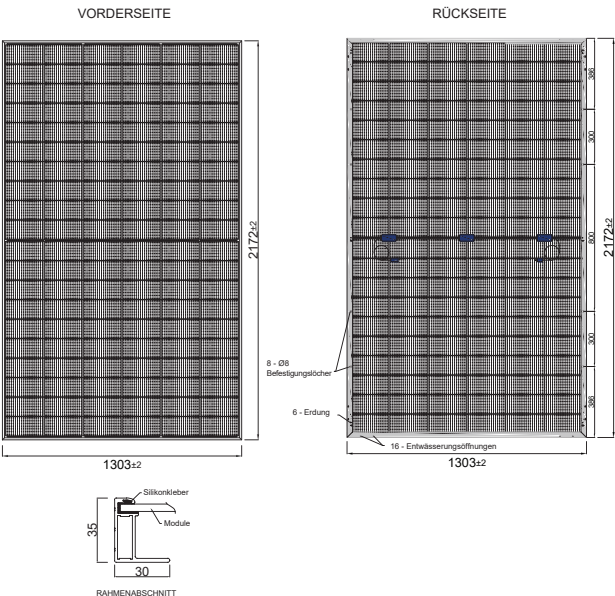 VORDERSEITE
2172±2
1303±2
RÜCKSEITE
386
300
800
300
386
2172±2
8 - Ø8
Befestigungslöcher
6 - Erdung
16 - Entwässerungsöffnungen
1303±2
Silikonkleber
Module
35
30
RAHMENABSCHNITT